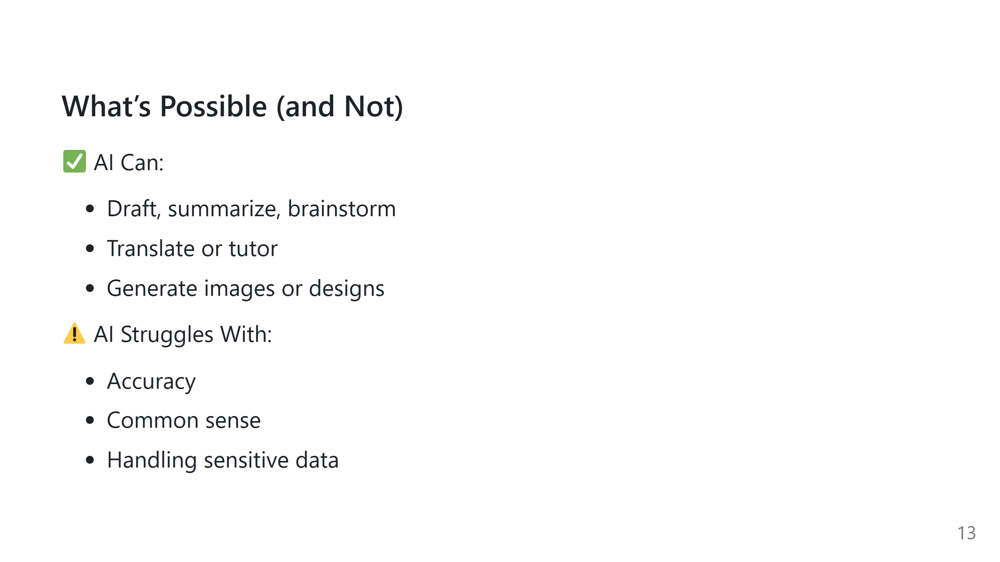 What’s Possible (and Not)
✅ AI Can:
• Draft, summarize, brainstorm
• Translate or tutor
• Generate images or designs
⚠️ AI Struggles With:
• Accuracy
• Common sense
• Handling sensitive data
13